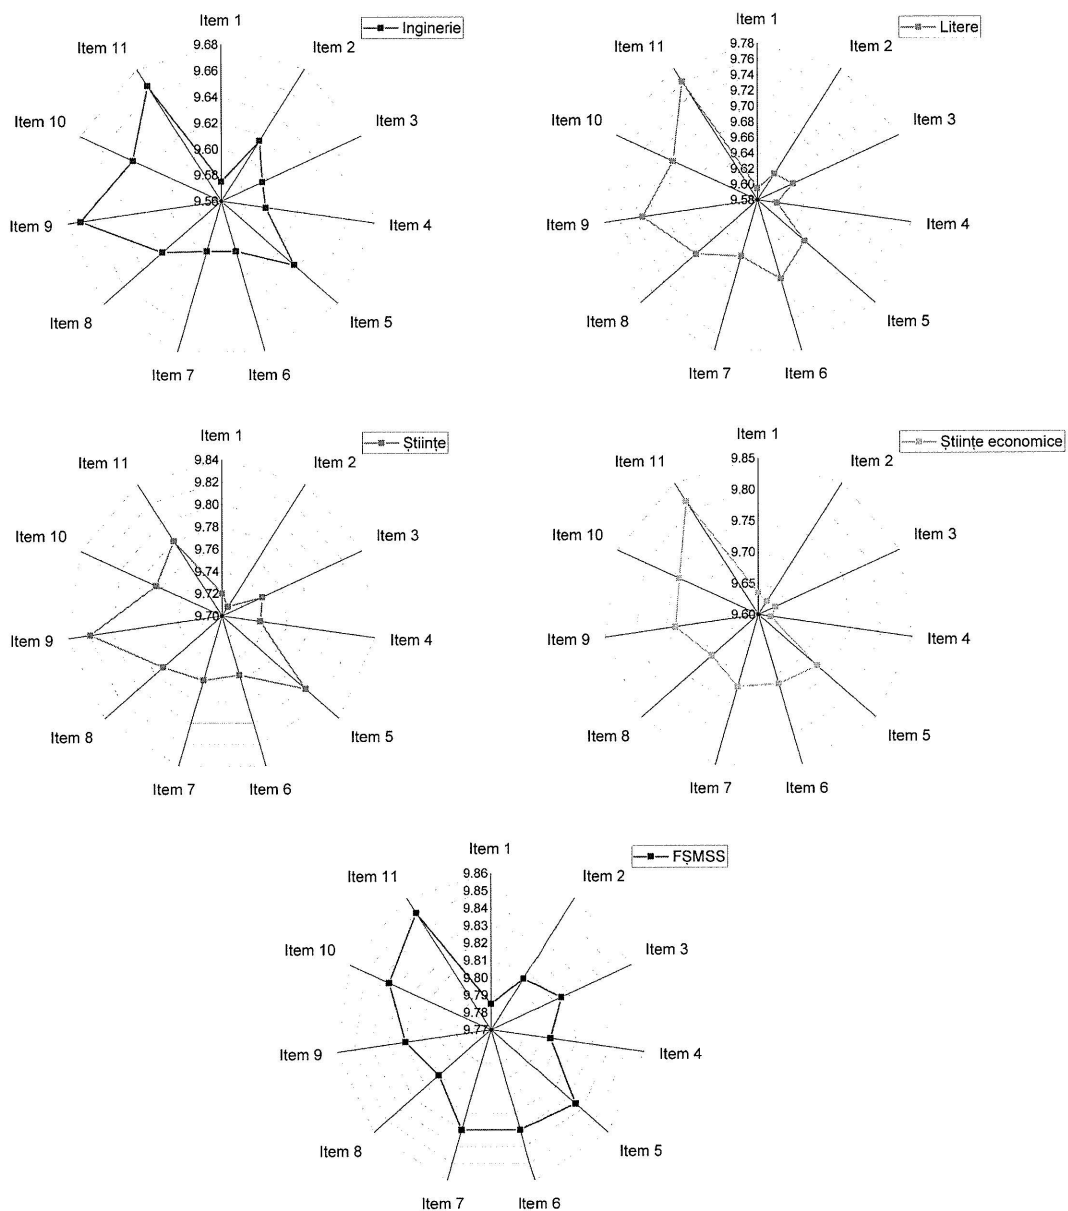 Item 1
Inginerie
Item 2
Item 3
Item 4
Item 5
Item 6
Item 7
Item 8
Item 9
Item 10
Item 11
9.68
9.66
9.64
9.62
9.60
9.58
9.56
Item 1
Litere
Item 2
Item 3
Item 4
Item 5
Item 6
Item 7
Item 8
Item 9
Item 10
Item 11
9.78
9.76
9.74
9.72
9.70
9.68
9.66
9.64
9.62
9.60
9.58
Item 1
Științe
Item 2
Item 3
Item 4
Item 5
Item 6
Item 7
Item 8
Item 9
Item 10
Item 11
9.84
9.82
9.80
9.78
9.76
9.74
9.72
9.70
Item 1
Științe economice
Item 2
Item 3
Item 4
Item 5
Item 6
Item 7
Item 8
Item 9
Item 10
Item 11
9.85
9.80
9.75
9.70
9.65
9.60
Item 1
FȘMSS
Item 2
Item 3
Item 4
Item 5
Item 6
Item 7
Item 8
Item 9
Item 10
Item 11
9.86
9.85
9.84
9.83
9.82
9.81
9.80
9.79
9.78
9.77